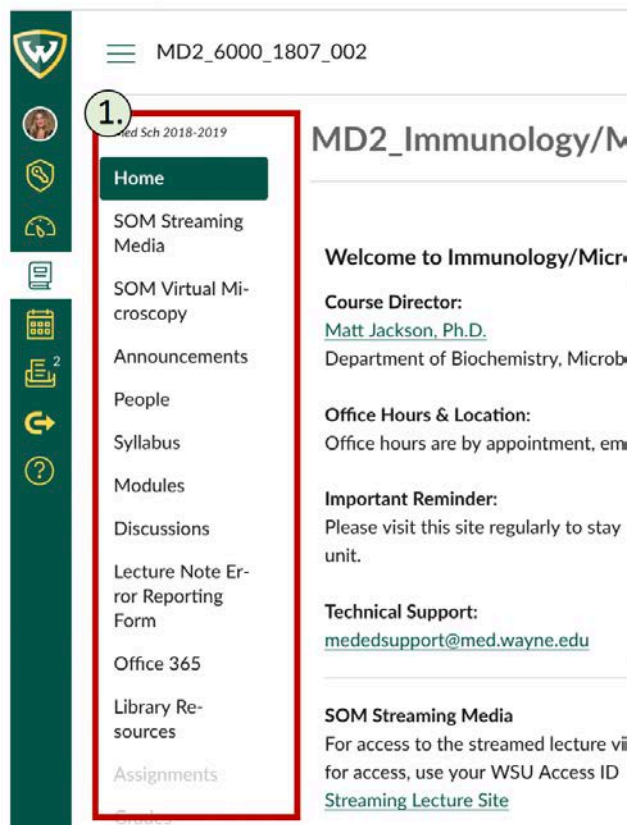 W
MD2_6000_1807_002
1.
Med Sch 2018-2019
Home
SOM Streaming
Media
SOM Virtual Mi-
croscopy
Announcements
People
Syllabus
Modules
Discussions
Lecture Note Er-
ror Reporting
Form
Office 365
Library Re-
sources
Assignments
Grades
2
?
MD2_Immunology/M
Welcome to Immunology/Micr
Course Director:
Matt Jackson, Ph.D.
Department of Biochemistry, Microb
Office Hours & Location:
Office hours are by appointment, em
Important Reminder:
Please visit this site regularly to stay
unit.
Technical Support:
mededsupport@med.wayne.edu
SOM Streaming Media
For access to the streamed lecture vi
for access, use your WSU Access ID
Streaming Lecture Site